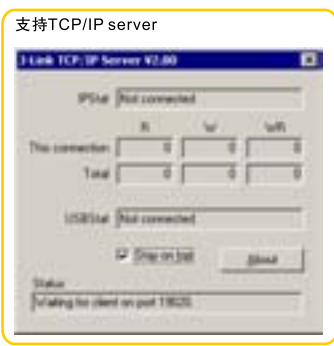 支持TCP/IP server
J-Link TCP/IP Server V2.00
IPStat Not connected
R W WR
This connection 0 0 0
Total 0 0 0
USBStat Not connected
Stay on top About
Status
Waiting for client on port 19020